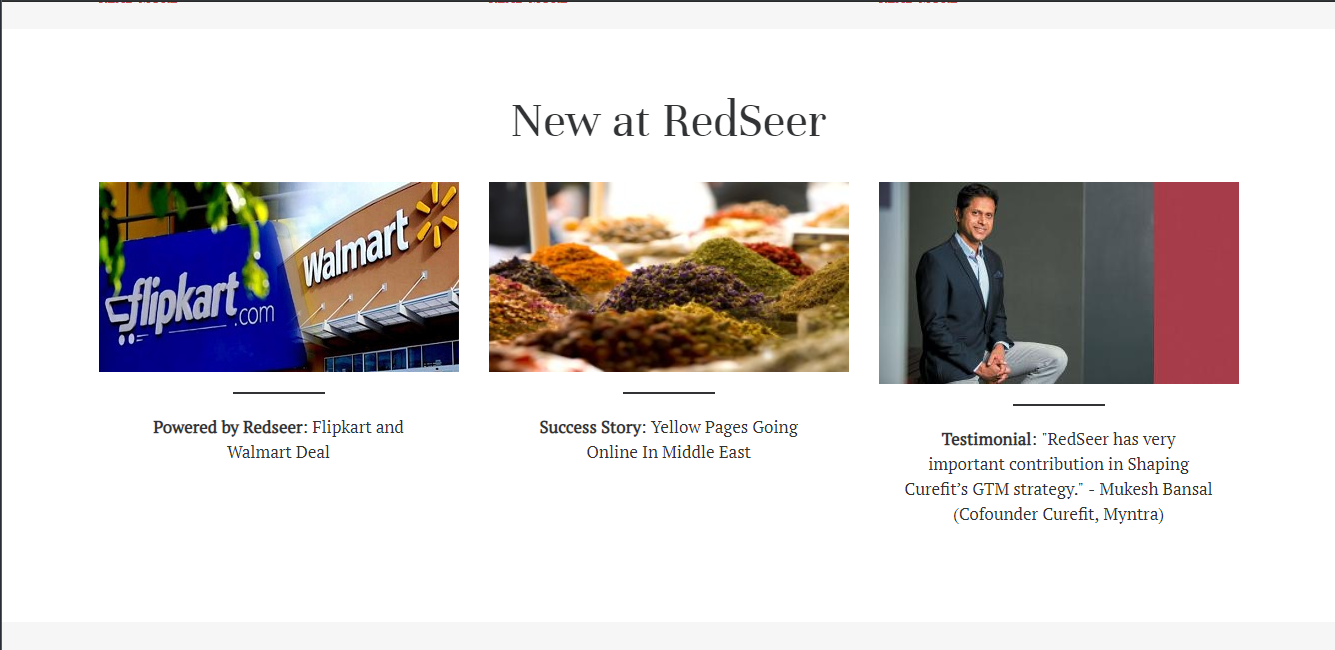 New at RedSeer
flipkart
.com
Walmart
Powered by Redseer: Flipkart and
Walmart Deal
Success Story: Yellow Pages Going
Online In Middle East
Testimonial: "RedSeer has very
important contribution in Shaping
Curefit’s GTM strategy." - Mukesh Bansal
(Cofounder Curefit, Myntra)